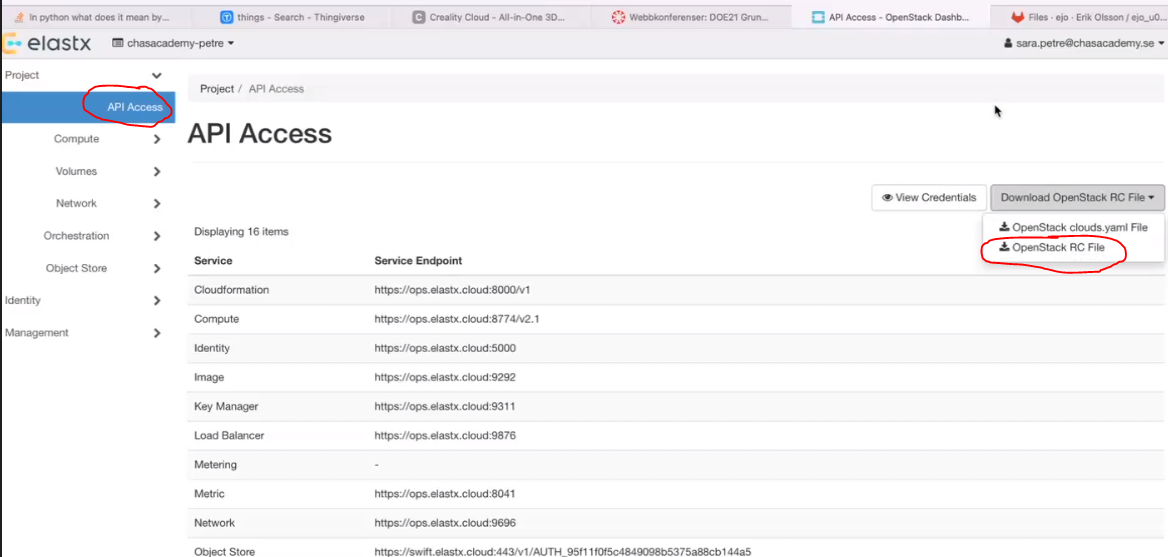 In python what does it mean by...
things - Search - Thingiverse
Creality Cloud - All-in-One 3D...
Webbkonferenser: DOE21 Grun...
API Access - OpenStack Dashb...
Files · ejo · Erik Olsson / ejo_u0...
elastx
chasacademy-petre
sara.petre@chasacademy.se
Project
API Access
Compute
Volumes
Network
Orchestration
Object Store
Identity
Management
Project / API Access
API Access
View Credentials
Download OpenStack RC File
OpenStack clouds.yaml File
OpenStack RC File
Displaying 16 items
Service Service Endpoint
Cloudformation https://ops.elastx.cloud:8000/v1
Compute https://ops.elastx.cloud:8774/v2.1
Identity https://ops.elastx.cloud:5000
Image https://ops.elastx.cloud:9292
Key Manager https://ops.elastx.cloud:9311
Load Balancer https://ops.elastx.cloud:9876
Metering -
Metric https://ops.elastx.cloud:8041
Network https://ops.elastx.cloud:9696
Object Store https://swift.elastx.cloud:443/v1/AUTH_95f11f0f5c4849098b5375a88cb144a5